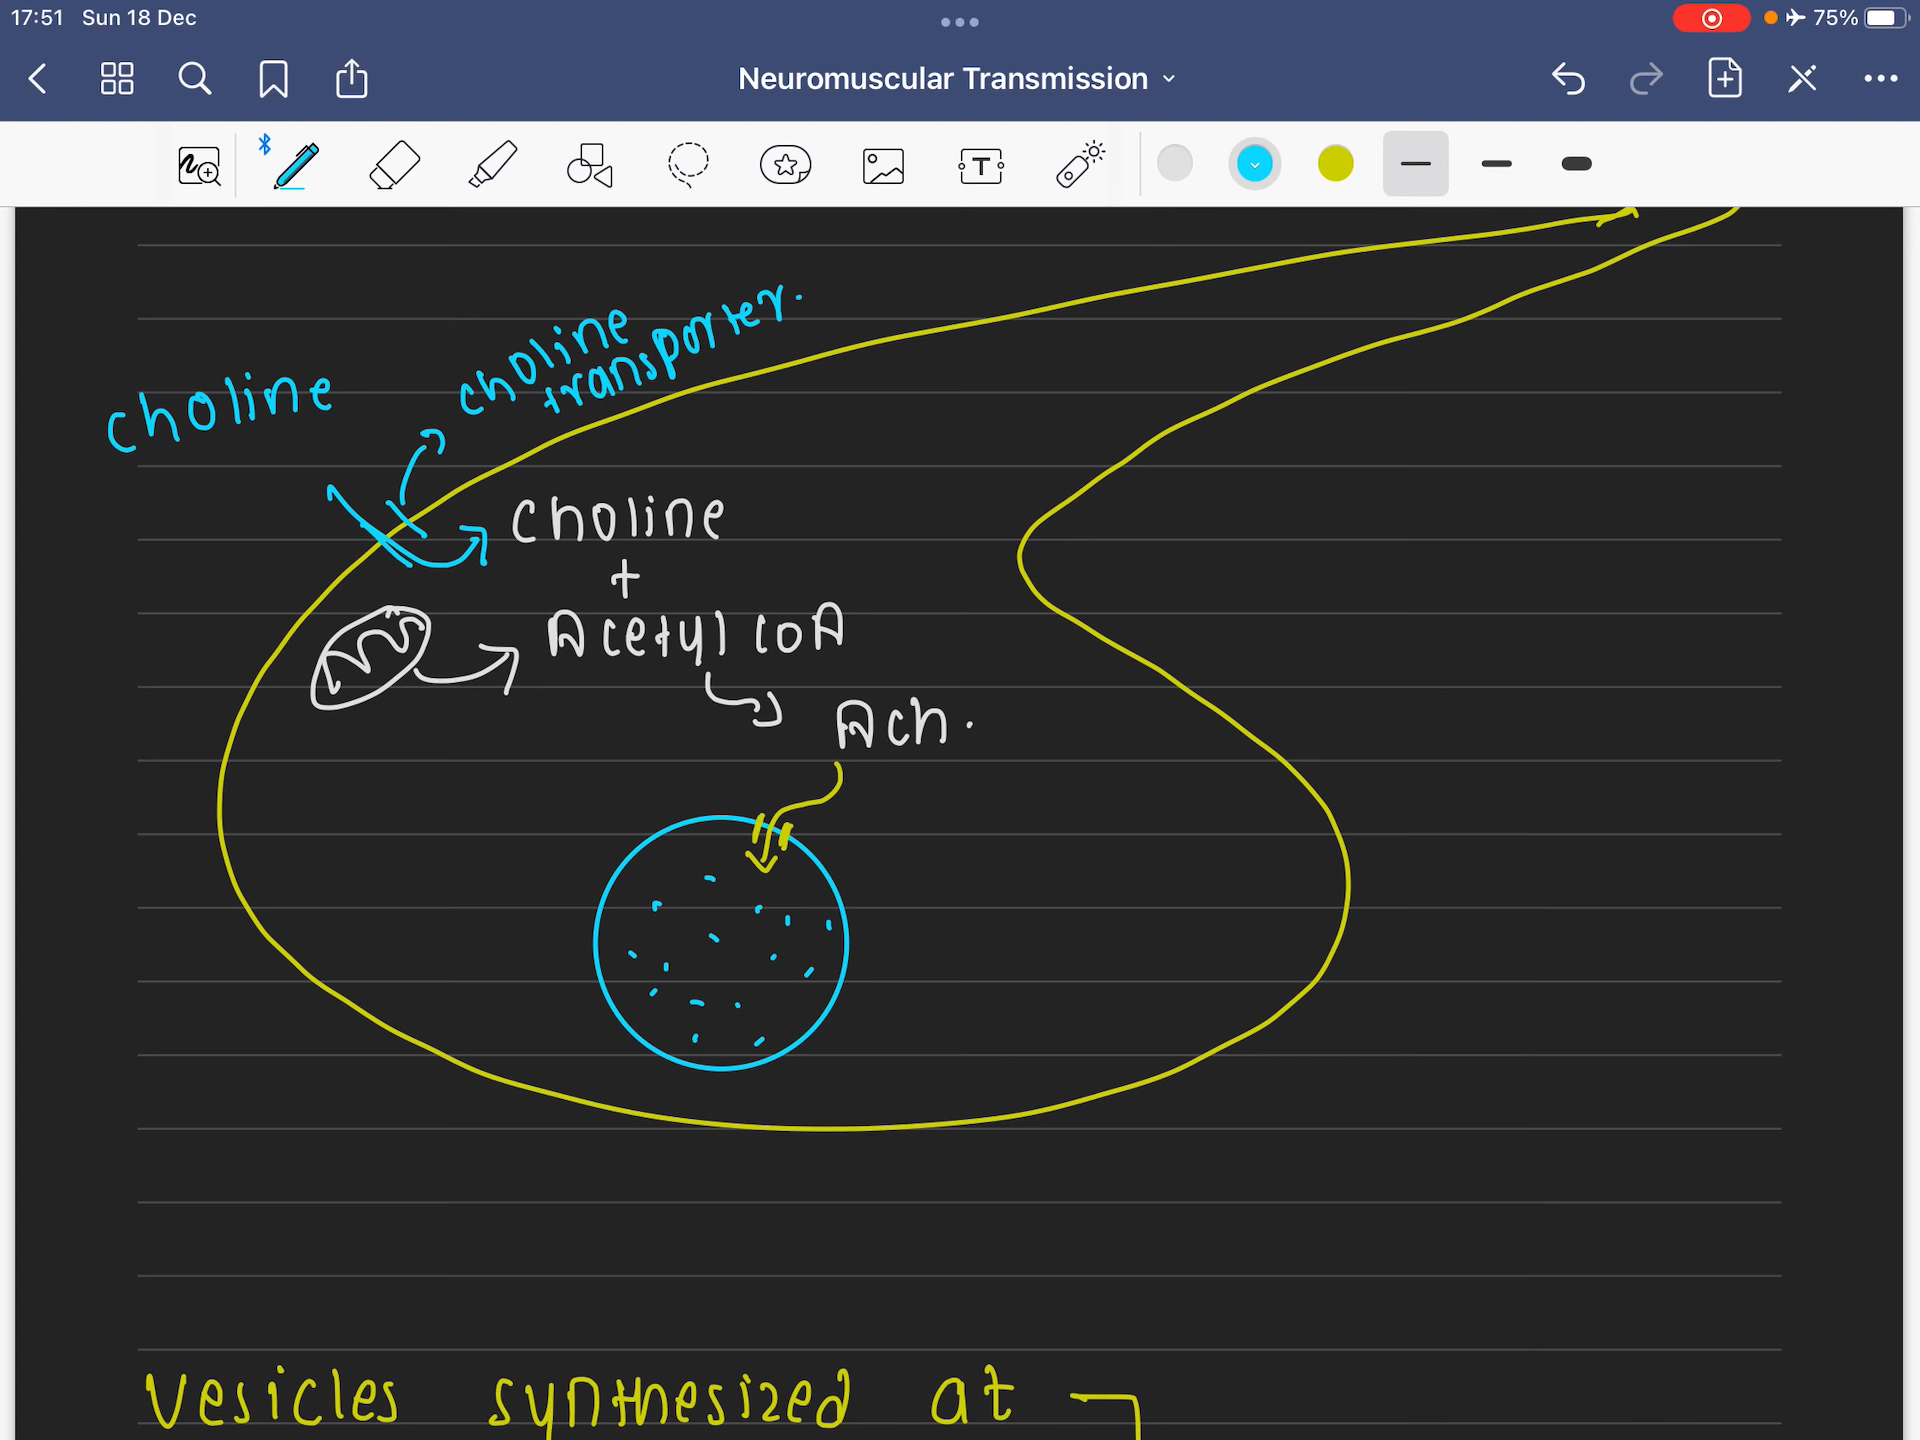 17:51 Sun 18 Dec
75%
Neuromuscular Transmission
T
choline
choline
transporter.
choline
+
Acetyl coA
Ach.
Vesicles synthesized at